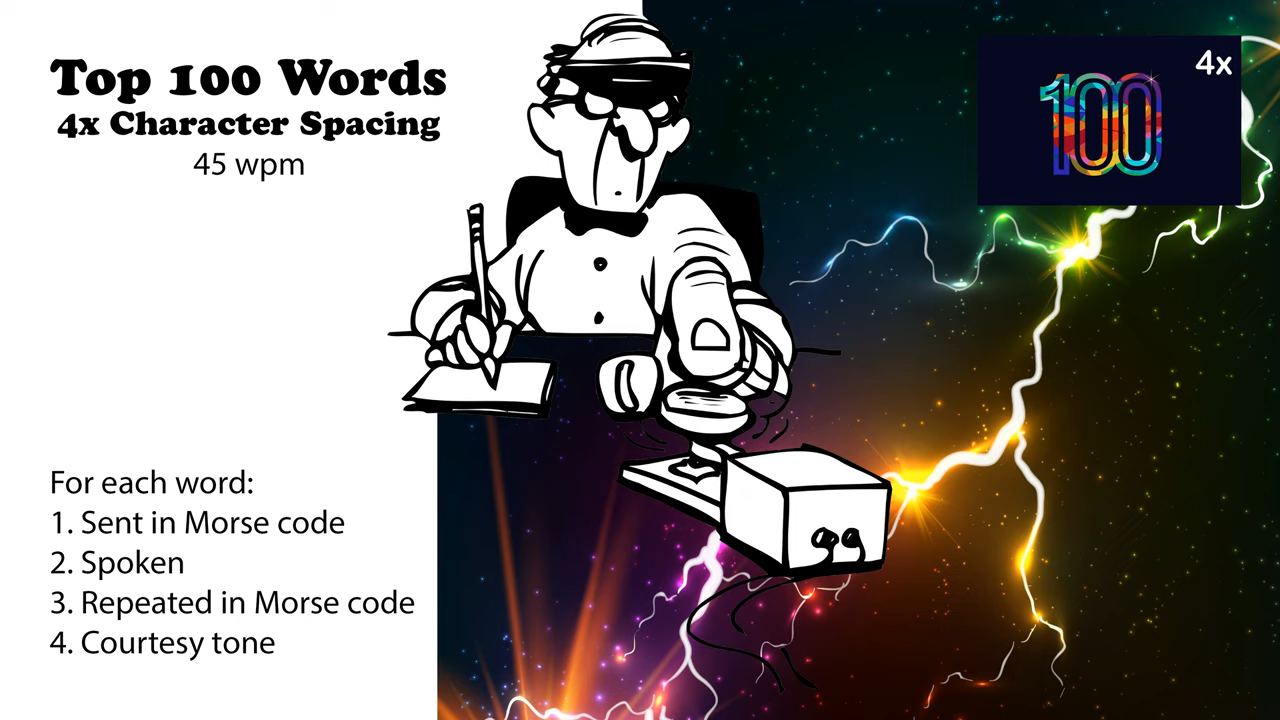 Top 100 Words
4x Character Spacing
45 wpm
4x
100
For each word:
1. Sent in Morse code
2. Spoken
3. Repeated in Morse code
4. Courtesy tone